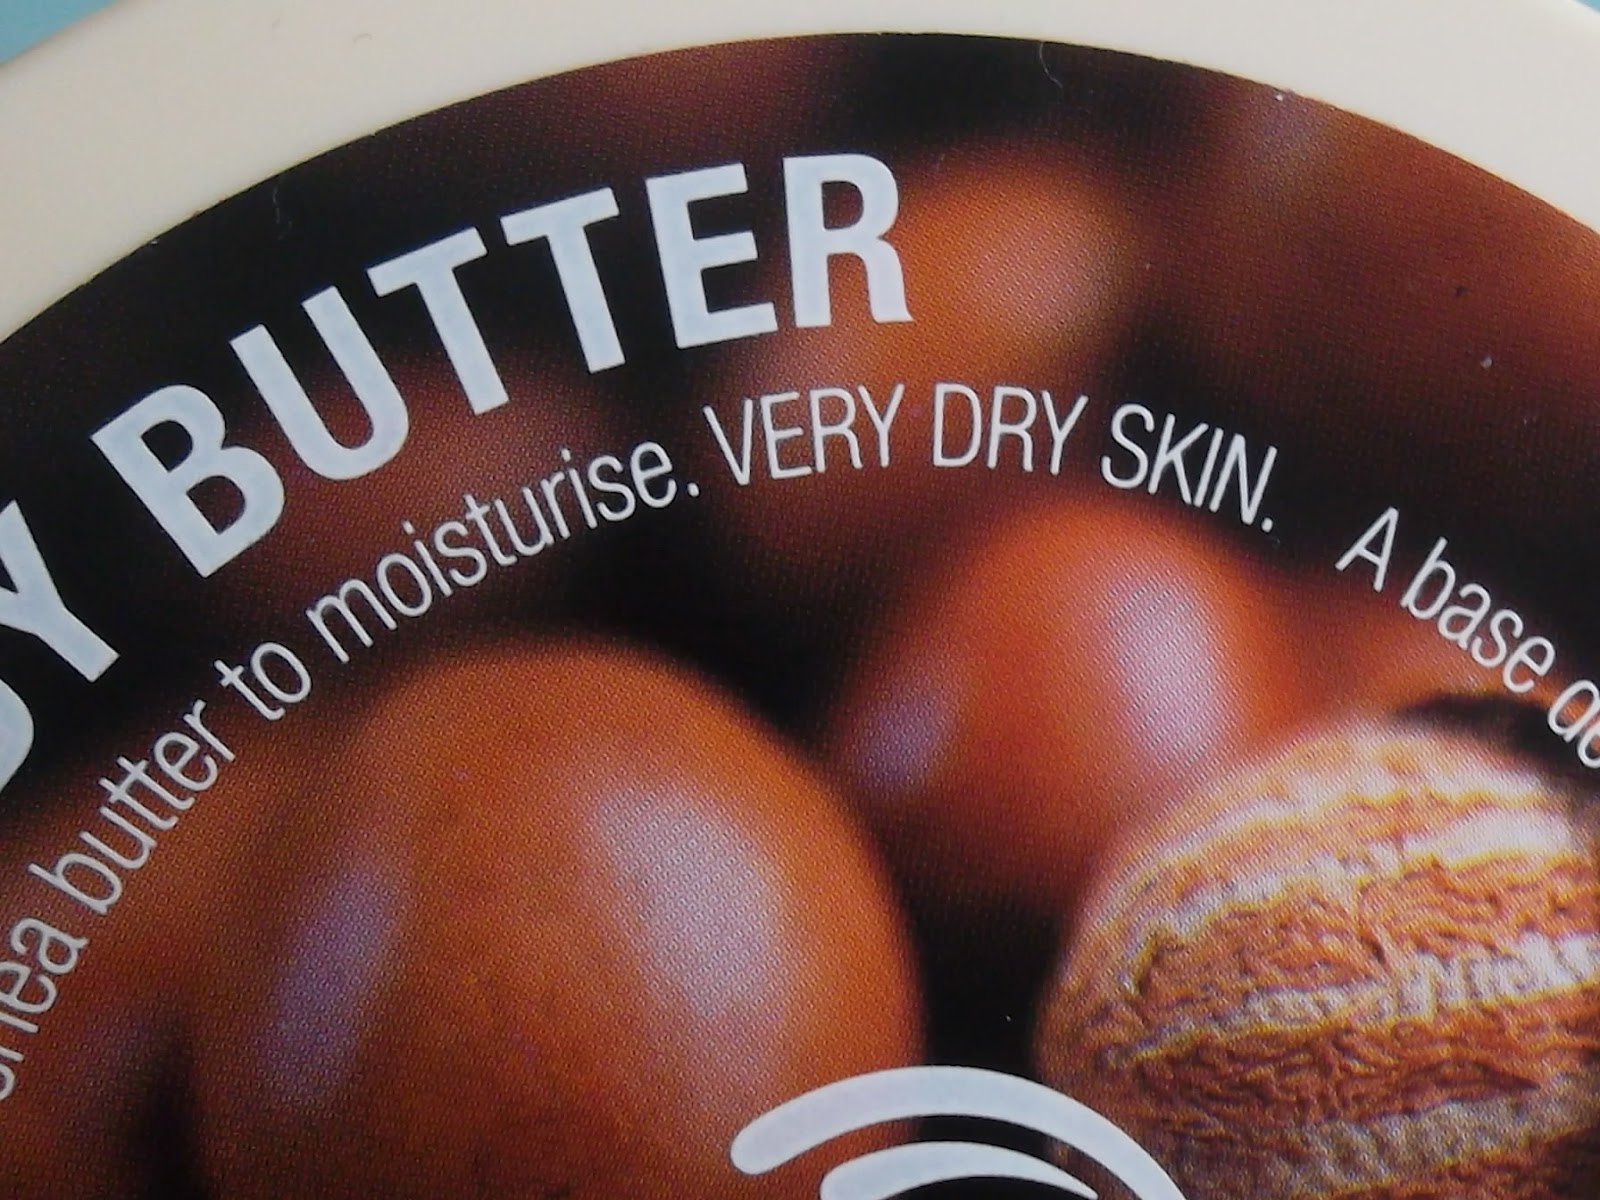 BUTTER
butter to moisturise. VERY DRY SKIN. A base